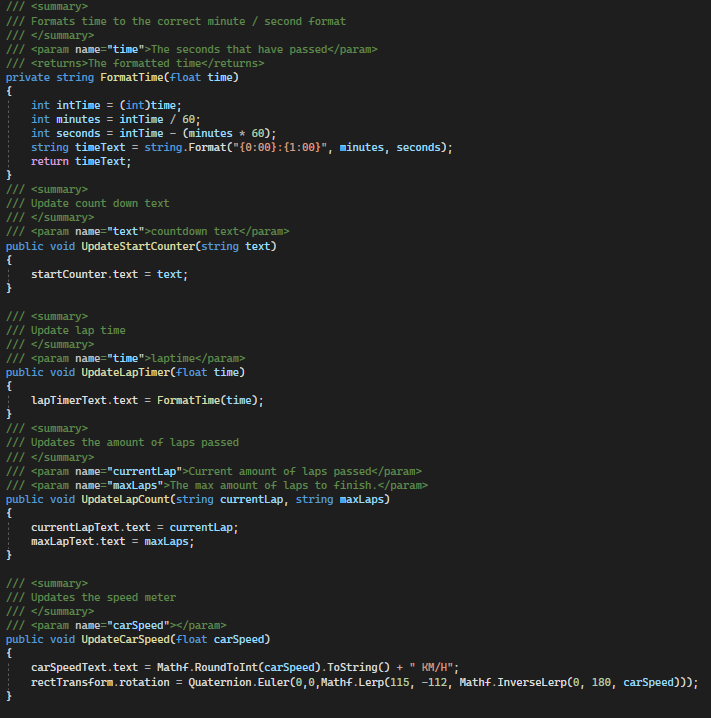 /// <summary>
/// Formats time to the correct minute / second format
/// </summary>
/// <param name="time">The seconds that have passed</param>
/// <returns>The formatted time</returns>
private string FormatTime(float time)
{
    int intTime = (int)time;
    int minutes = intTime / 60;
    int seconds = intTime - (minutes * 60);
    string timeText = string.Format("{0:00}:{1:00}", minutes, seconds);
    return timeText;
}
/// <summary>
/// Update count down text
/// </summary>
/// <param name="text">countdown text</param>
public void UpdateStartCounter(string text)
{
    startCounter.text = text;
}

/// <summary>
/// Update lap time
/// </summary>
/// <param name="time">laptime</param>
public void UpdateLapTimer(float time)
{
    lapTimerText.text = FormatTime(time);
}
/// <summary>
/// Updates the amount of laps passed
/// </summary>
/// <param name="currentLap">Current amount of laps passed</param>
/// <param name="maxLaps">The max amount of laps to finish.</param>
public void UpdateLapCount(string currentLap, string maxLaps)
{
    currentLapText.text = currentLap;
    maxLapText.text = maxLaps;
}

/// <summary>
/// Updates the speed meter
/// </summary>
/// <param name="carSpeed"></param>
public void UpdateCarSpeed(float carSpeed)
{
    carSpeedText.text = Mathf.RoundToInt(carSpeed).ToString() + " KM/H";
    rectTransform.rotation = Quaternion.Euler(0,0,Mathf.Lerp(115, -112, Mathf.InverseLerp(0, 180, carSpeed)));
}